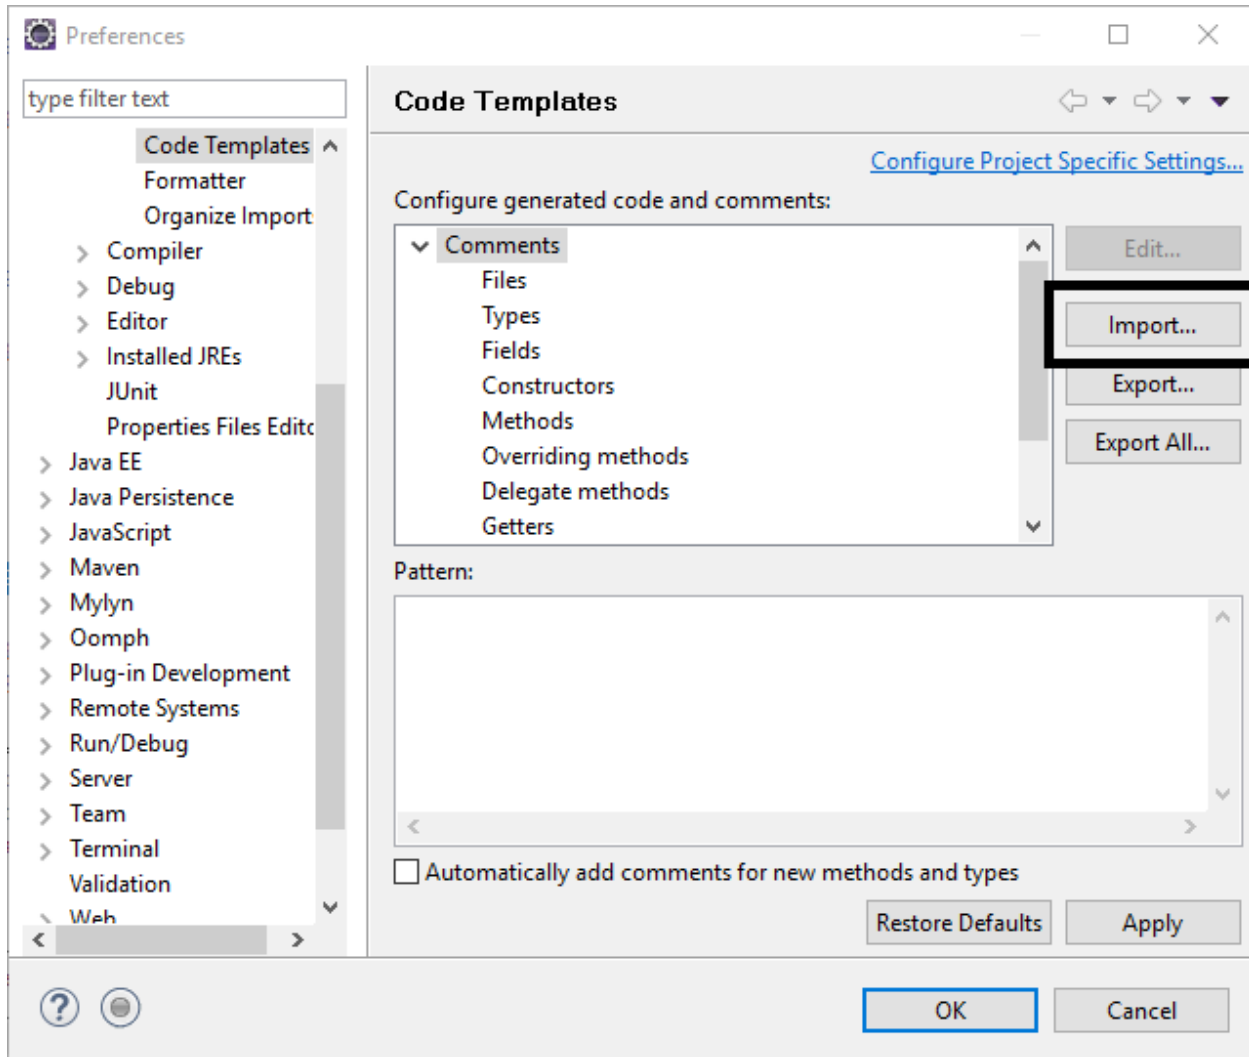 Preferences
type filter text
Code Templates
Formatter
Organize Import
Compiler
Debug
Editor
Installed JREs
JUnit
Properties Files Editc
Java EE
Java Persistence
JavaScript
Maven
Mylyn
Oomph
Plug-in Development
Remote Systems
Run/Debug
Server
Team
Terminal
Validation
Web
Code Templates
Configure Project Specific Settings...
Configure generated code and comments:
Comments
Files
Types
Fields
Constructors
Methods
Overriding methods
Delegate methods
Getters
Edit...
Import...
Export...
Export All...
Pattern:
Automatically add comments for new methods and types
Restore Defaults
Apply
OK
Cancel